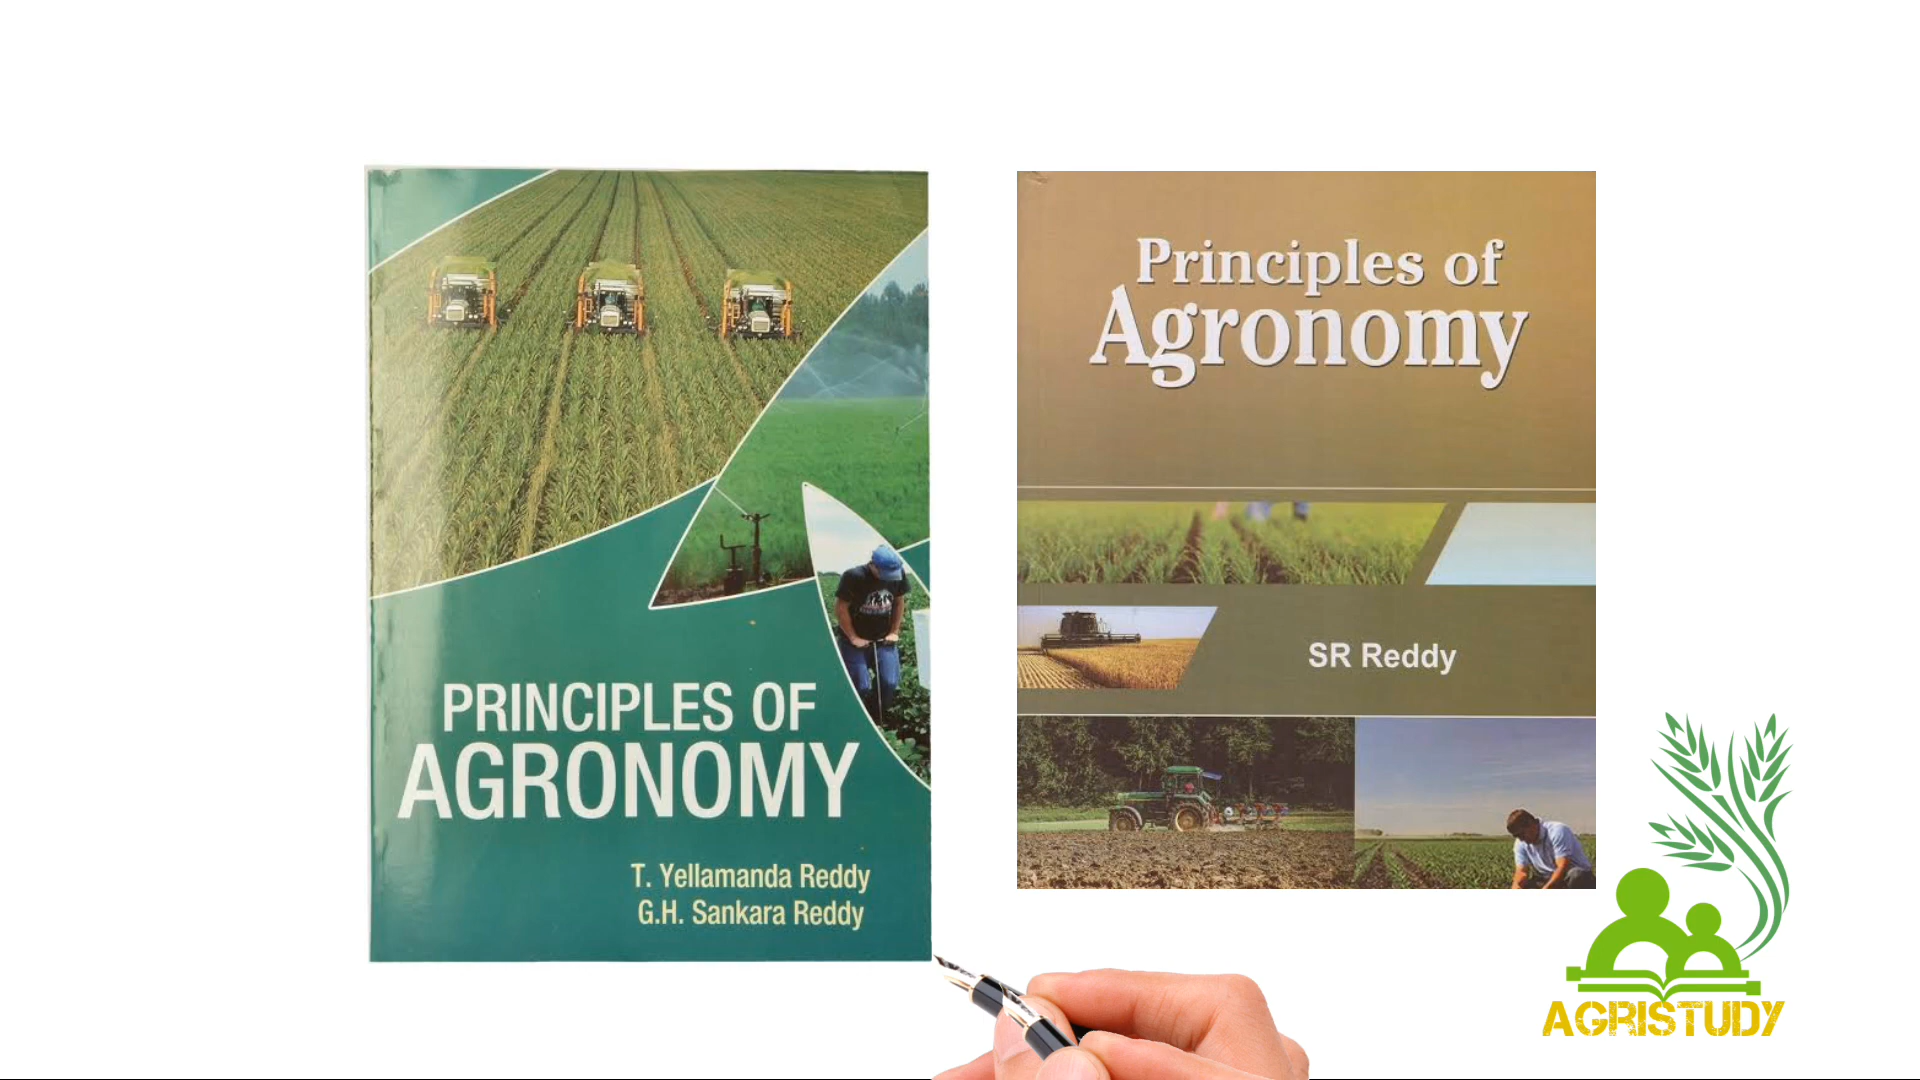 PRINCIPLES OF
AGRONOMY
T. Yellamanda Reddy
G.H. Sankara Reddy
Principles of
Agronomy
SR Reddy
AGRISTUDY